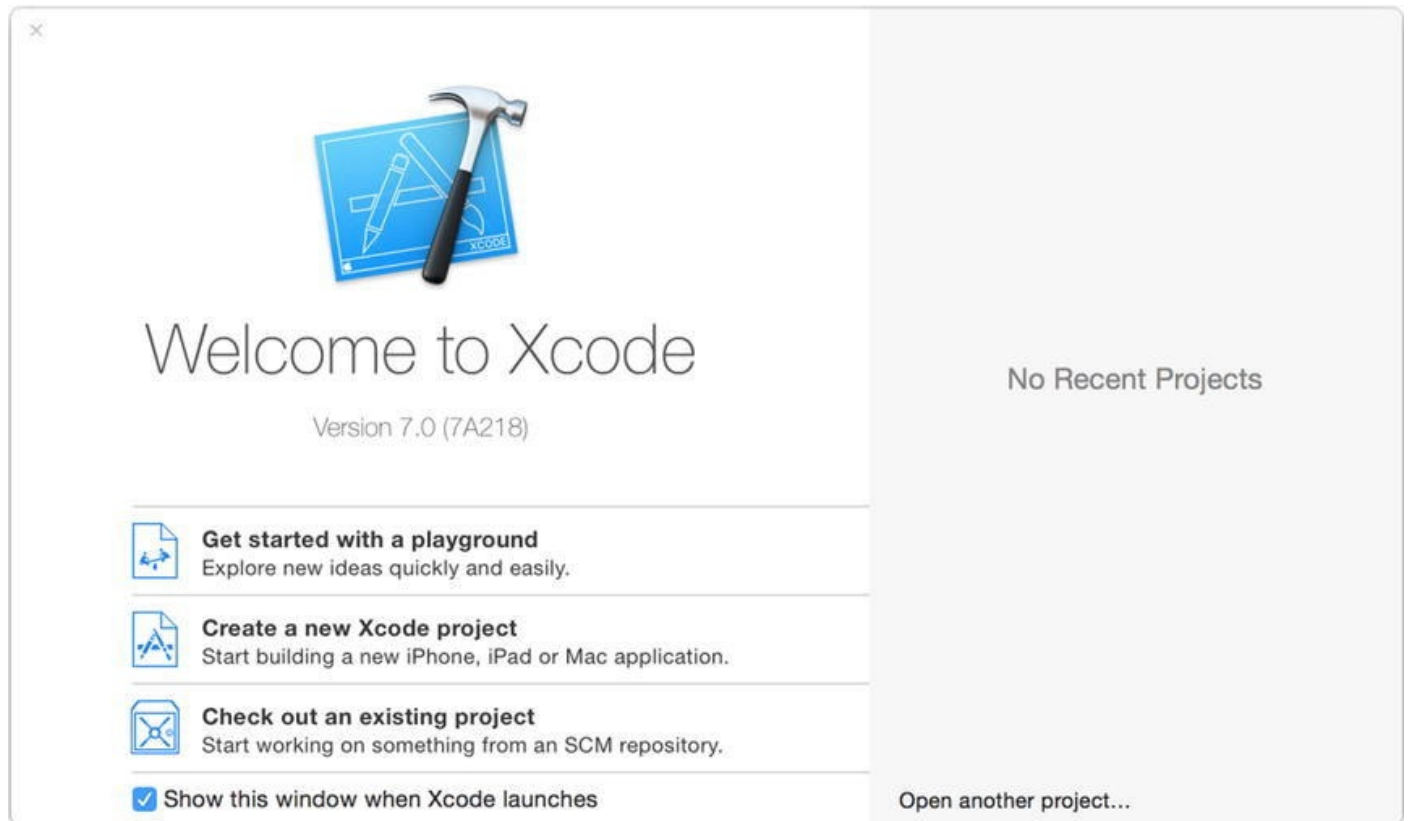 XCODE
Welcome to Xcode
Version 7.0 (7A218)
Get started with a playground
Explore new ideas quickly and easily.
Create a new Xcode project
Start building a new iPhone, iPad or Mac application.
Check out an existing project
Start working on something from an SCM repository.
Show this window when Xcode launches
No Recent Projects
Open another project...